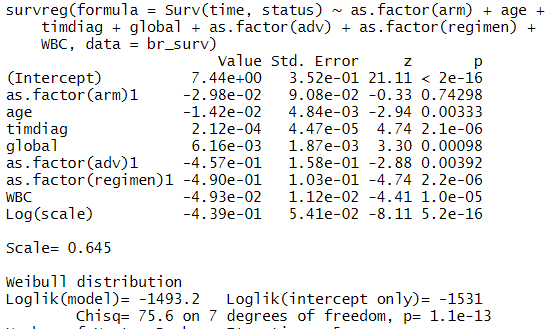 survreg(formula = Surv(time, status) ~ as.factor(arm) + age +
timdiag + global + as.factor(adv) + as.factor(regimen) +
WBC, data = br_surv)
Value Std. Error z p
(Intercept) 7.44e+00 3.52e-01 21.11 < 2e-16
as.factor(arm)1 -2.98e-02 9.08e-02 -0.33 0.74298
age -1.42e-02 4.84e-03 -2.94 0.00333
timdiag 2.12e-04 4.47e-05 4.74 2.1e-06
global 6.16e-03 1.87e-03 3.30 0.00098
as.factor(adv)1 -4.57e-01 1.58e-01 -2.88 0.00392
as.factor(regimen)1 -4.90e-01 1.03e-01 -4.74 2.2e-06
WBC -4.93e-02 1.12e-02 -4.41 1.0e-05
Log(scale) -4.39e-01 5.41e-02 -8.11 5.2e-16
Scale= 0.645
Weibull distribution
Loglik(model)= -1493.2 Loglik(intercept only)= -1531
Chisq= 75.6 on 7 degrees of freedom, p= 1.1e-13